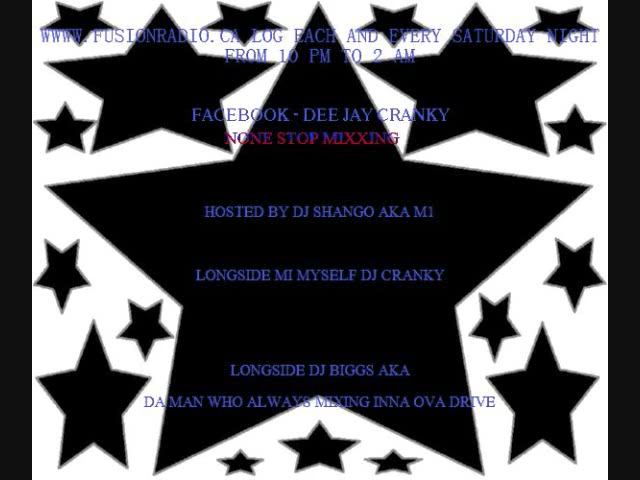 WWWW.FUSIONRADIO.CA LOG EACH AND EVERY SATURDAY NIGHT
FROM 10 PM TO 2 AM
FACEBOOK - DEE JAY CRANKY
NONE STOP MIXXING
HOSTED BY DJ SHANGO AKA M1
LONGSIDE MI MYSELF DJ CRANKY
LONGSIDE DJ BIGGS AKA
DA MAN WHO ALWAYS MIXING INNA OVA DRIVE